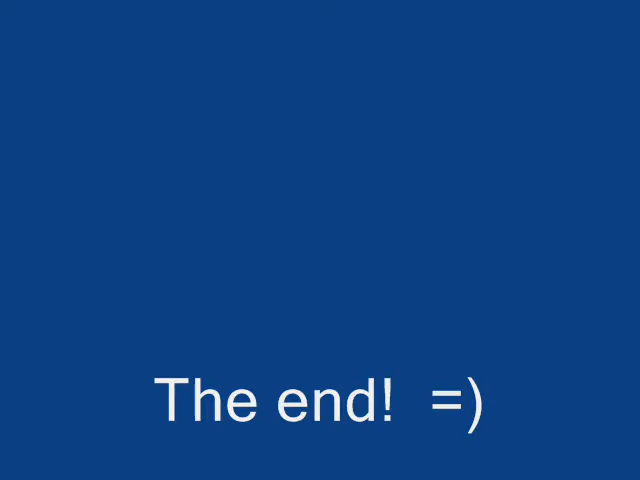 The end!  =)